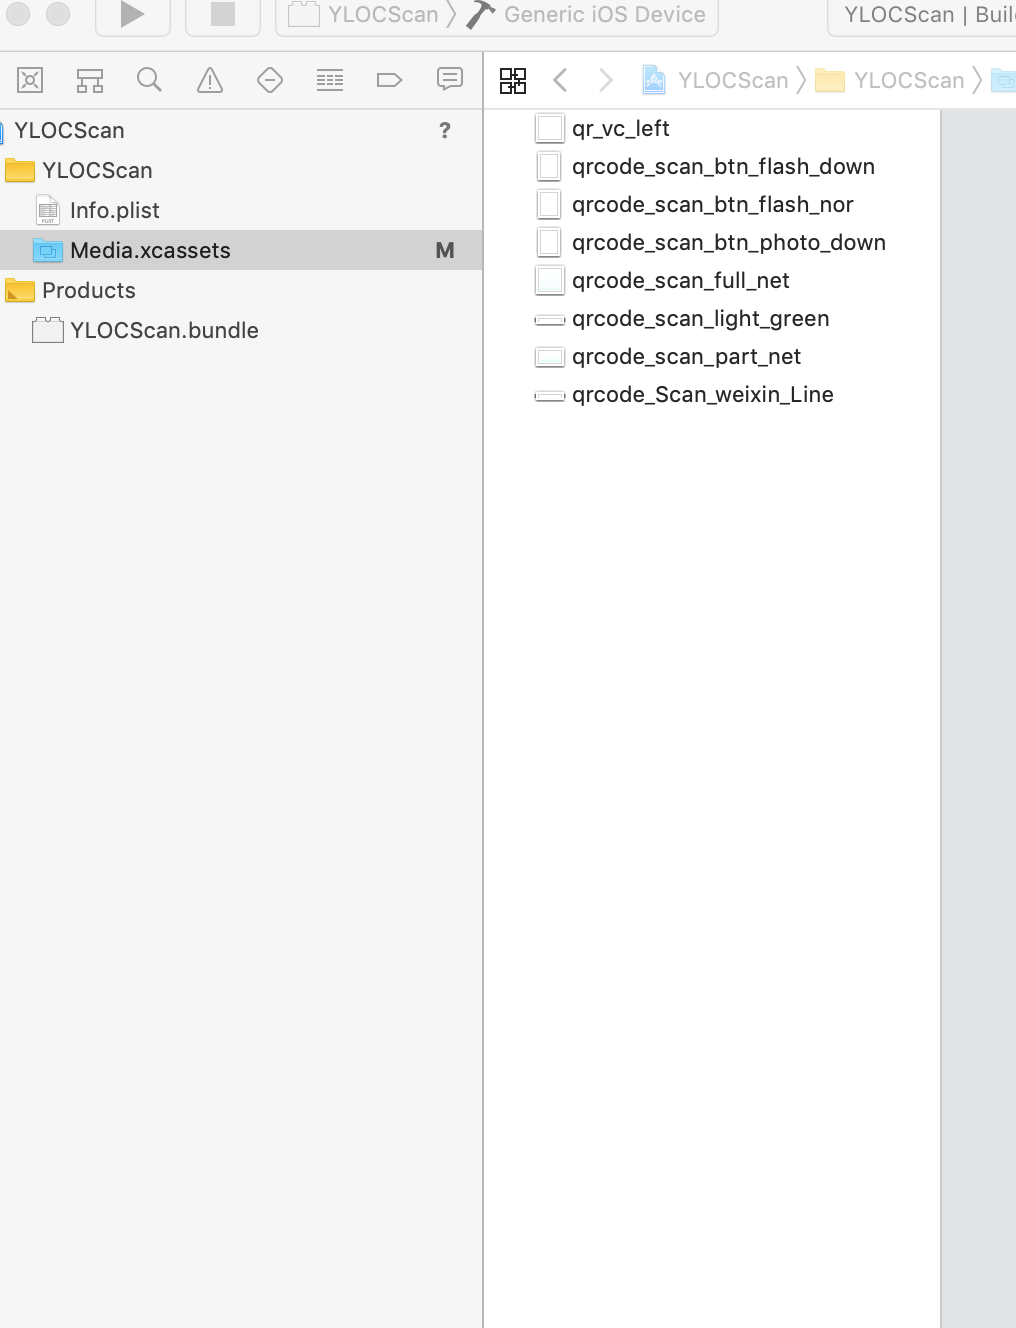 YLOCScan
Generic iOS Device
YLOCScan | Buil
YLOCScan
YLOCScan
YLOCScan
?
YLOCScan
Info.plist
Media.xcassets
M
Products
YLOCScan.bundle
qr_vc_left
qrcode_scan_btn_flash_down
qrcode_scan_btn_flash_nor
qrcode_scan_btn_photo_down
qrcode_scan_full_net
qrcode_scan_light_green
qrcode_scan_part_net
qrcode_Scan_weixin_Line